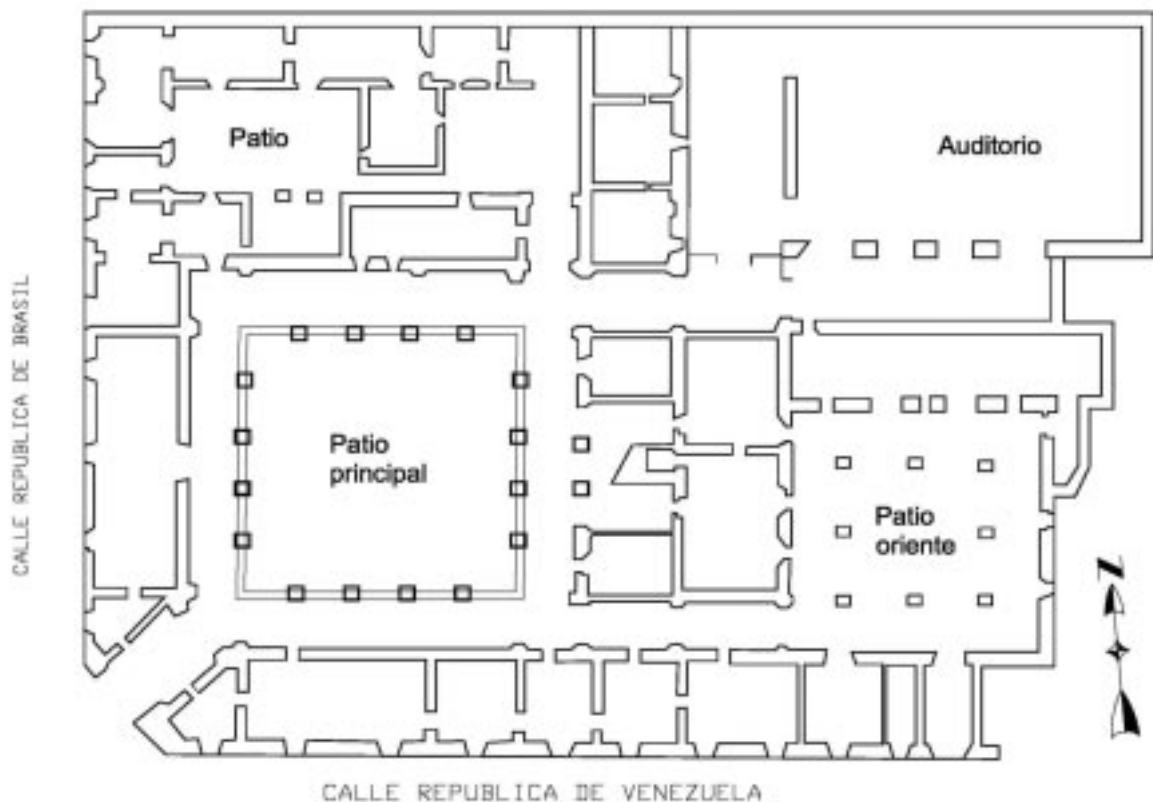 Patio
Auditorio
CALLE REPUBLICA DE BRASIL
Patio
principal
Patio
oriente
N
CALLE REPUBLICA DE VENEZUELA